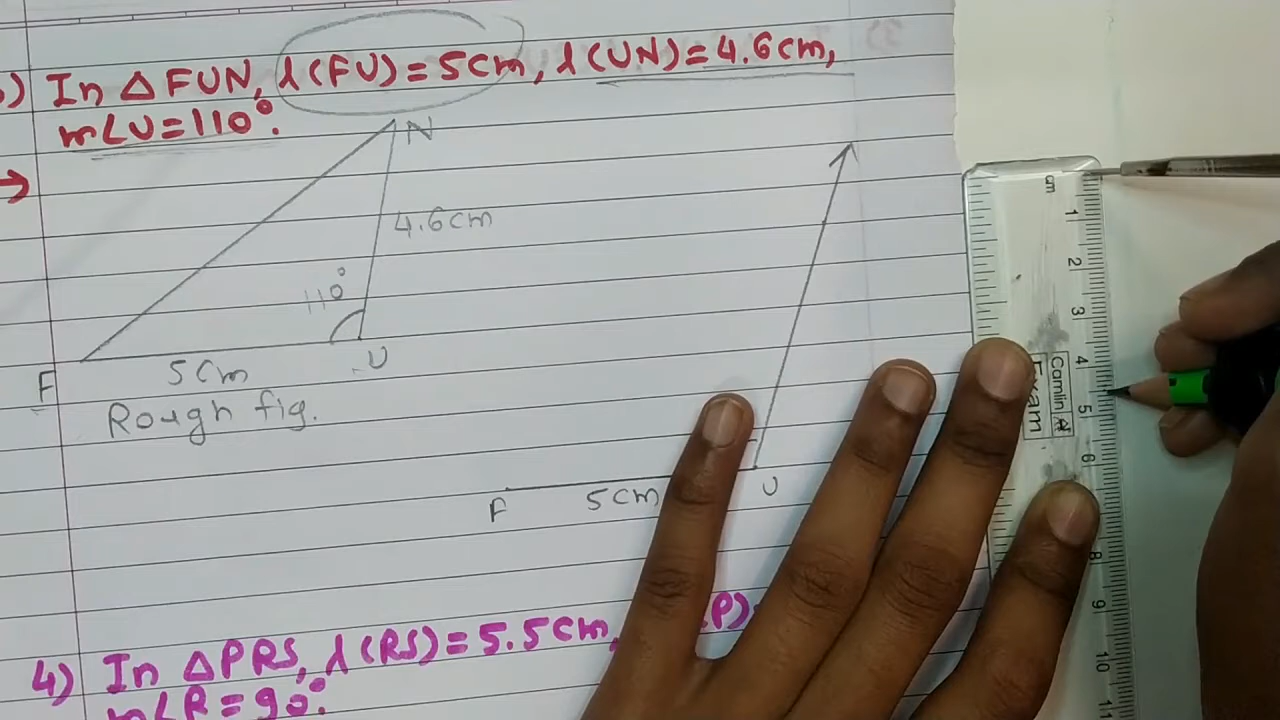 ) In △FUN, l(FU)=5cm, l(UN)=4.6cm,
m∠U=110°.
→
N
4.6cm
110°
F
5cm
U
Rough fig.
F
5cm
U
cm
1
2
3
4
5
6
8
9
10
11
Camlin
Exam
4) In △PRS, l(RS)=5.5cm, P)
m∠R=90°.